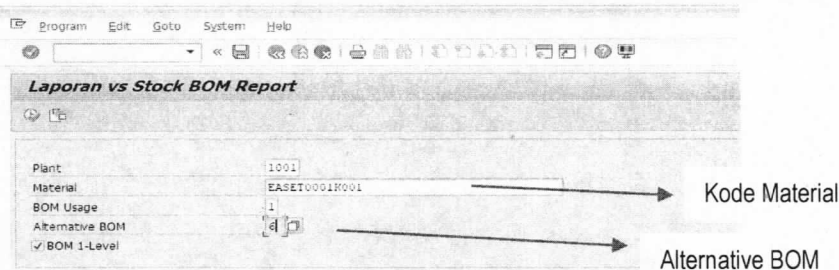 Program Edit Goto System Help
Laporan vs Stock BOM Report
Plant 1001
Material EASET0001K001 Kode Material
BOM Usage 1
Alternative BOM 6
BOM 1-Level Alternative BOM